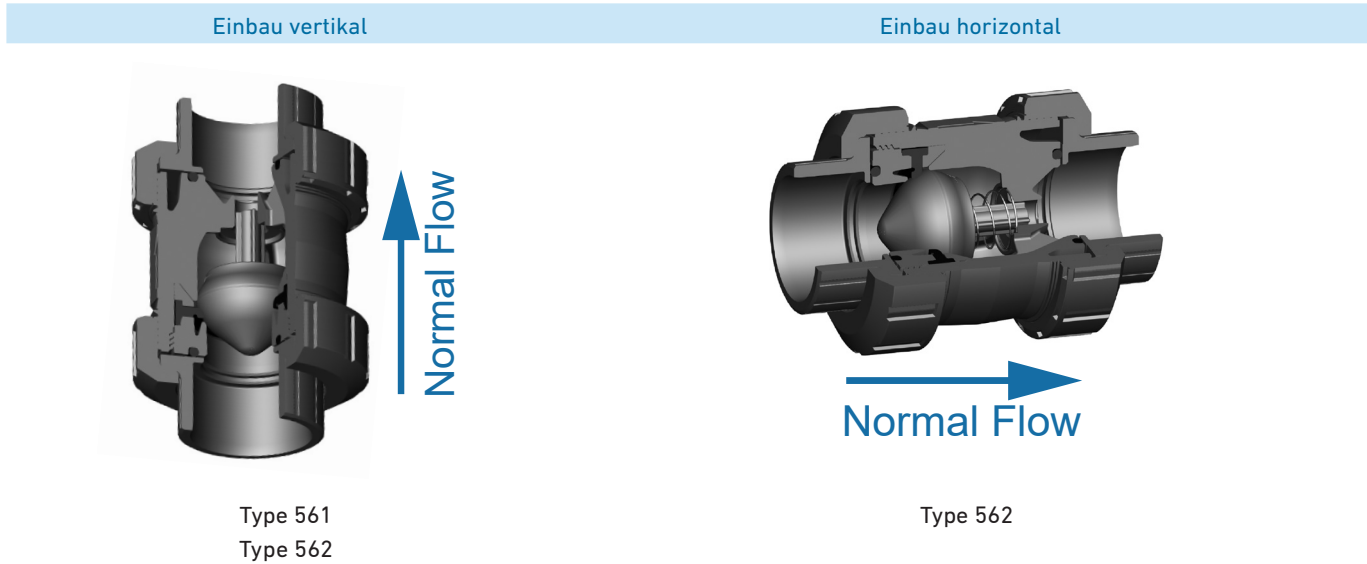 Einbau vertikal
Einbau horizontal
Normal Flow
Normal Flow
Type 561
Type 562
Type 562